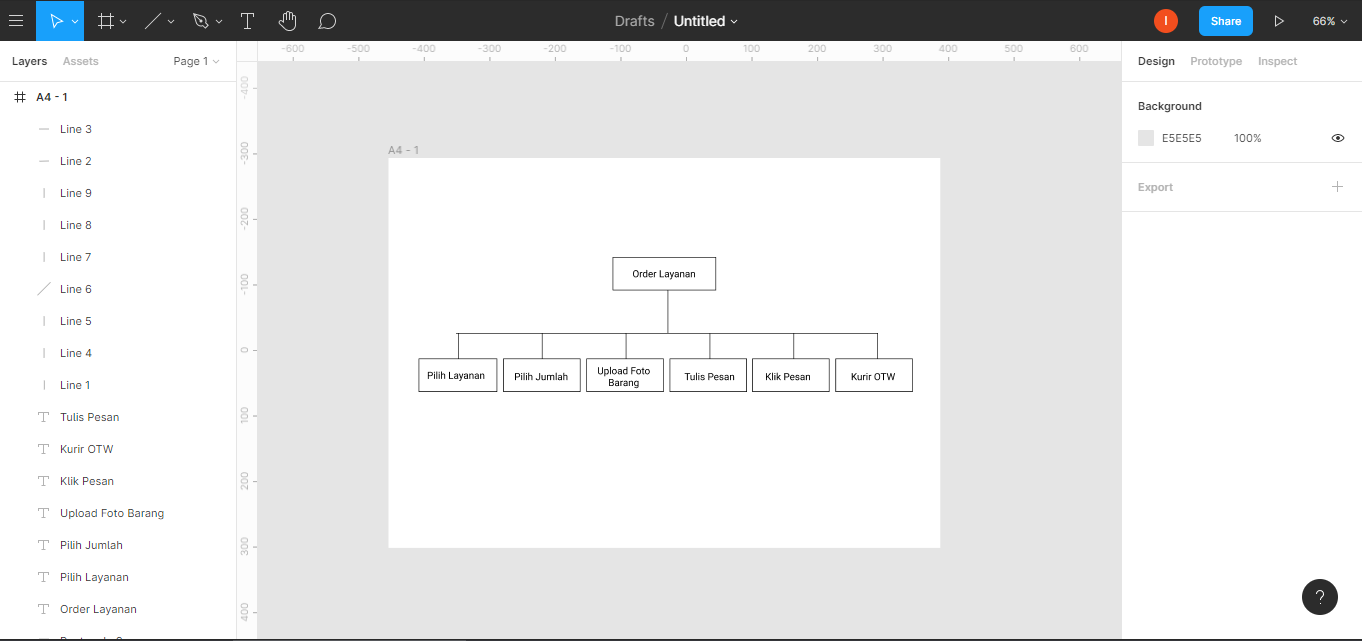 Drafts / Untitled
I
Share
66%
Layers
Assets
Page 1
-600 -500 -400 -300 -200 -100 0 100 200 300 400 500 600
Design
Prototype
Inspect
A4 - 1
Line 3
Line 2
Line 9
Line 8
Line 7
Line 6
Line 5
Line 4
Line 1
Tulis Pesan
Kurir OTW
Klik Pesan
Upload Foto Barang
Pilih Jumlah
Pilih Layanan
Order Layanan
-400
-300
-200
-100
0
100
200
300
400
A4 - 1
Order Layanan
Pilih Layanan
Pilih Jumlah
Upload Foto
Barang
Tulis Pesan
Klik Pesan
Kurir OTW
Background
E5E5E5 100%
Export
?